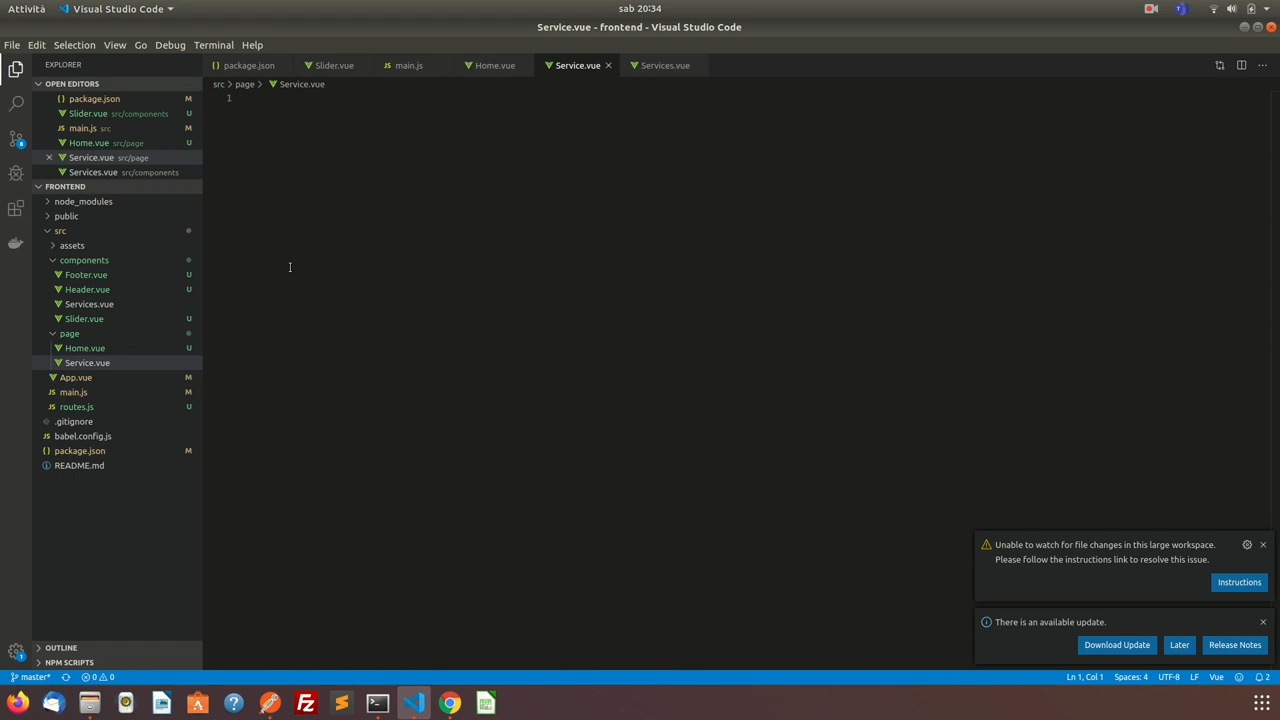 Attività Visual Studio Code sab 20:34
Service.vue - frontend - Visual Studio Code
File Edit Selection View Go Debug Terminal Help
EXPLORER
package.json Slider.vue main.js Home.vue Service.vue Services.vue
OPEN EDITORS
src page Service.vue
package.json M
1
Slider.vue src/components U
main.js src M
Home.vue src/page U
Service.vue src/page
Services.vue src/components
FRONTEND
node_modules
public
src
assets
components
Footer.vue U
Header.vue U
Services.vue
Slider.vue U
page
Home.vue U
Service.vue
App.vue M
JS main.js M
JS routes.js U
.gitignore
JS babel.config.js
{} package.json M
README.md
Unable to watch for file changes in this large workspace.
Please follow the instructions link to resolve this issue.
Instructions
There is an available update.
Download Update Later Release Notes
OUTLINE
NPM SCRIPTS
master* 0 0 Ln 1, Col 1 Spaces: 4 UTF-8 LF Vue 2